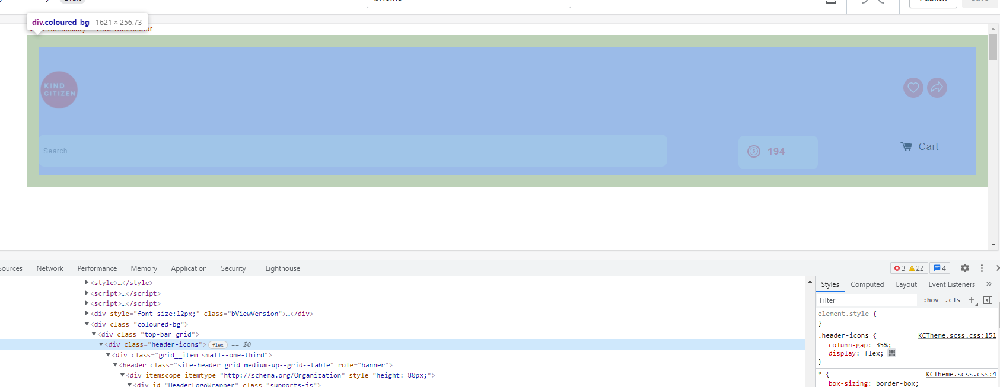 Publish
div.coloured-bg 1621 × 256.73
View Contributor
KIND
CITIZEN
Search
194
Cart
Sources Network Performance Memory Application Security Lighthouse
3 22 4
<style>…</style>
<script>…</script>
<script>…</script>
<div style="font-size:12px;" class="bViewVersion">…</div>
<div class="coloured-bg">
<div class="top-bar grid">
<div class="header-icons"> flex == $0
<div class="grid__item small--one-third">
<header class="site-header grid medium-up--grid--table" role="banner">
<div itemscope itemtype="http://schema.org/Organization" style="height: 80px;">
<div id="HeaderLogoWrapper" class="supports-js">
Styles Computed Layout Event Listeners »
Filter :hov .cls +
element.style {
}
.header-icons { KCTheme.scss.css:151
column-gap: 35%;
display: flex;
}
* { KCTheme.scss.css:4
box-sizing: border-box;